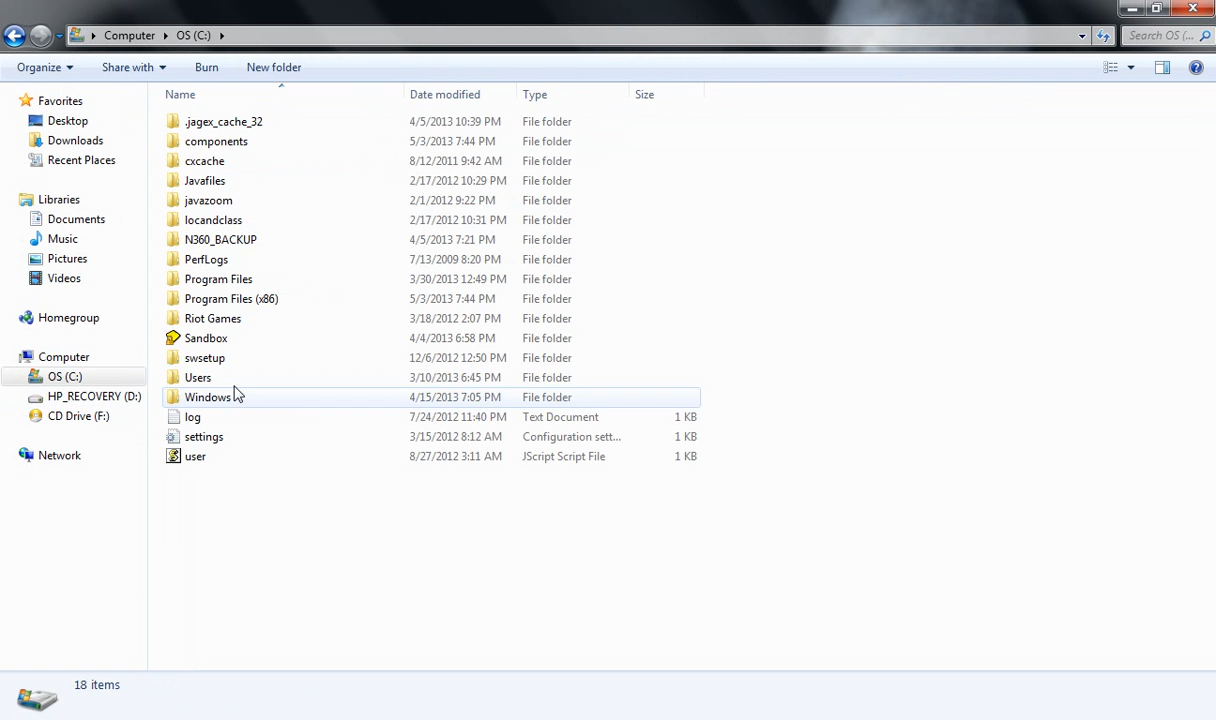 Computer OS (C:) Search OS (...
Organize Share with Burn New folder
Name Date modified Type Size
Favorites
Desktop
Downloads
Recent Places
Libraries
Documents
Music
Pictures
Videos
Homegroup
Computer
OS (C:)
HP_RECOVERY (D:)
CD Drive (F:)
Network
.jagex_cache_32 4/5/2013 10:39 PM File folder
components 5/3/2013 7:44 PM File folder
cxcache 8/12/2011 9:42 AM File folder
Javafiles 2/17/2012 10:29 PM File folder
javazoom 2/1/2012 9:22 PM File folder
locandclass 2/17/2012 10:31 PM File folder
N360_BACKUP 4/5/2013 7:21 PM File folder
PerfLogs 7/13/2009 8:20 PM File folder
Program Files 3/30/2013 12:49 PM File folder
Program Files (x86) 5/3/2013 7:44 PM File folder
Riot Games 3/18/2012 2:07 PM File folder
Sandbox 4/4/2013 6:58 PM File folder
swsetup 12/6/2012 12:50 PM File folder
Users 3/10/2013 6:45 PM File folder
Windows 4/15/2013 7:05 PM File folder
log 7/24/2012 11:40 PM Text Document 1 KB
settings 3/15/2012 8:12 AM Configuration sett... 1 KB
user 8/27/2012 3:11 AM JScript Script File 1 KB
18 items